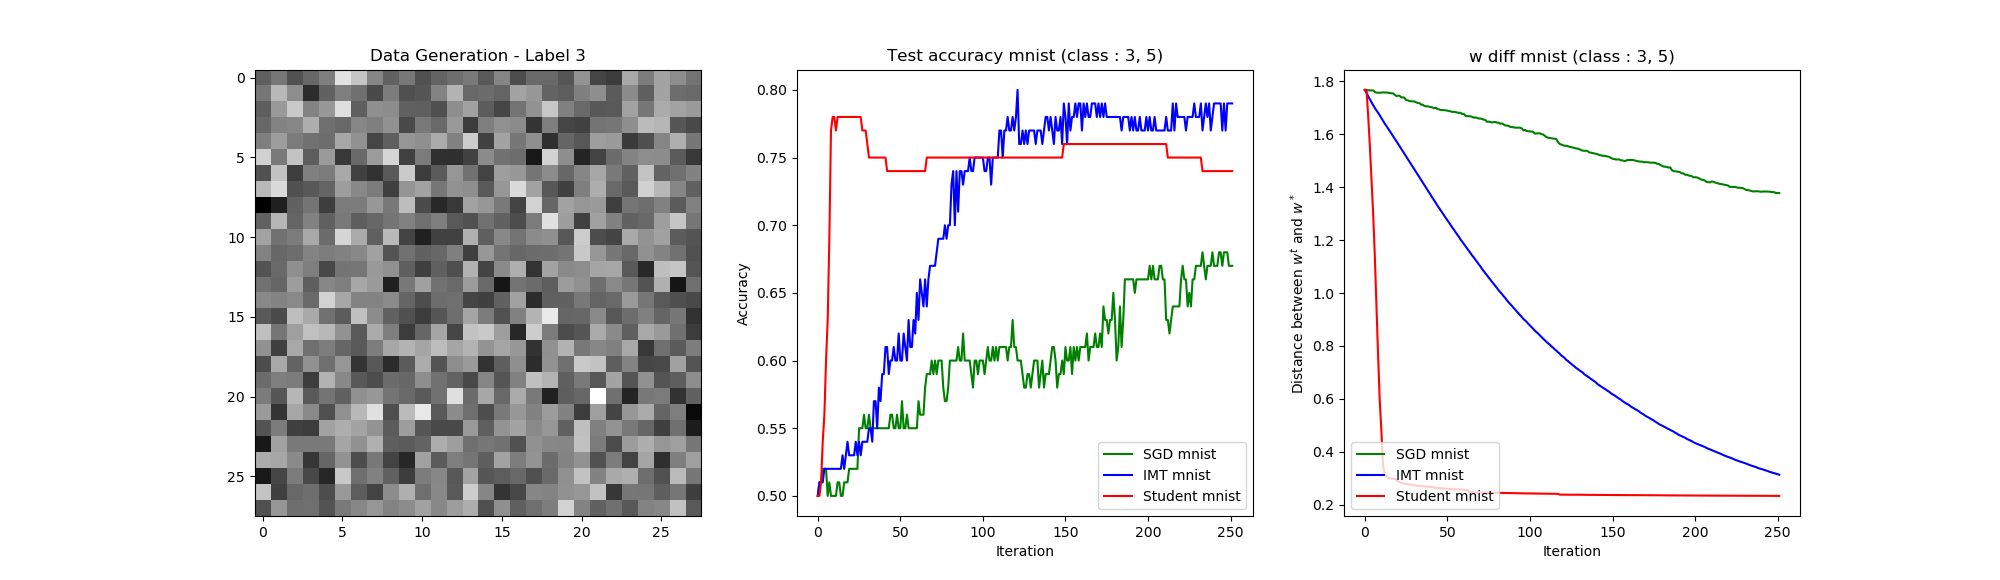 Data Generation - Label 3
0
5
10
15
20
25
0 5 10 15 20 25
Test accuracy mnist (class : 3, 5)
Accuracy
0.80
0.75
0.70
0.65
0.60
0.55
0.50
0 50 100 150 200 250
Iteration
SGD mnist
IMT mnist
Student mnist
w diff mnist (class : 3, 5)
Distance between w^t and w^*
1.8
1.6
1.4
1.2
1.0
0.8
0.6
0.4
0.2
0 50 100 150 200 250
Iteration
SGD mnist
IMT mnist
Student mnist